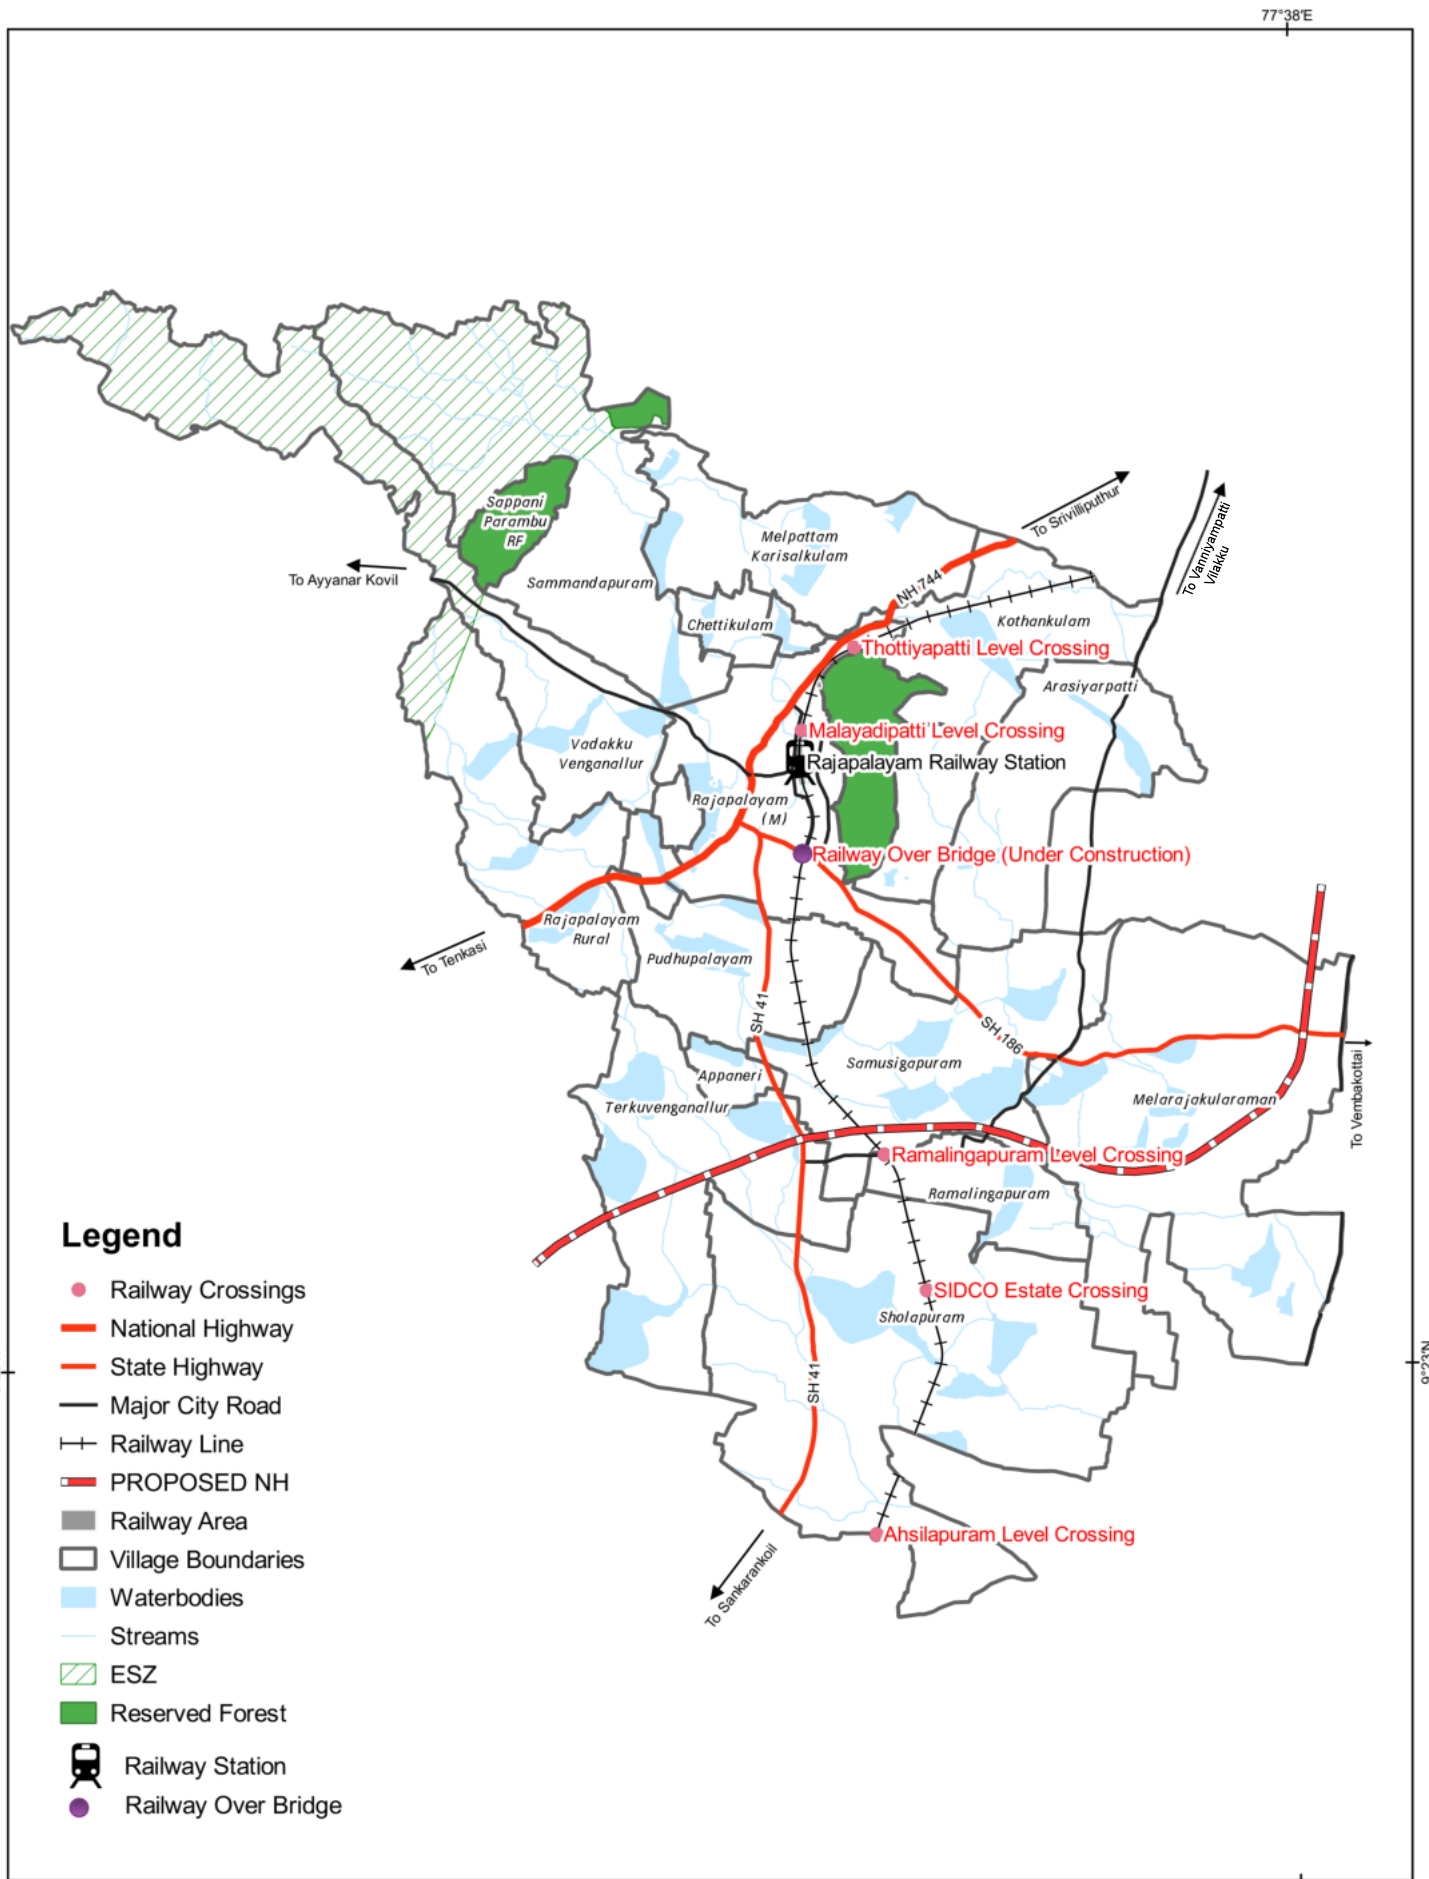 77°38'E
Sappani
Parambu
RF
Melpattam
Karisalkulam
To Srivilliputhur
To Vanniyampatti
Vilakku
To Ayyanar Kovil
Sammandapuram
NH 744
Chettikulam
Kothankulam
Thottiyapatti Level Crossing
Arasiyarpatti
Malayadipatti Level Crossing
Vadakku
Venganallur
Rajapalayam Railway Station
Rajapalayam
(M)
Railway Over Bridge (Under Construction)
Rajapalayam
Rural
To Tenkasi
Pudhupalayam
SH 41
SH 186
Samusigapuram
Appaneri
Terkuvenganallur
Melarajakularaman
To Vembakottai
Ramalingapuram Level Crossing
Ramalingapuram
SIDCO Estate Crossing
Sholapuram
9°23'N
SH 41
Ahsilapuram Level Crossing
To Sankarankoil
Legend
Railway Crossings
National Highway
State Highway
Major City Road
Railway Line
PROPOSED NH
Railway Area
Village Boundaries
Waterbodies
Streams
ESZ
Reserved Forest
Railway Station
Railway Over Bridge